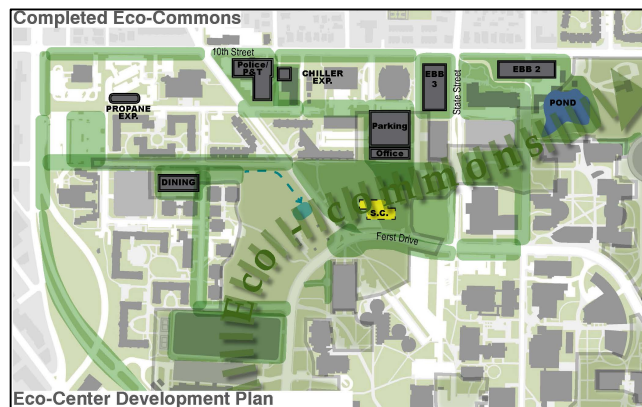 Completed Eco-Commons
10th Street
Police/
P&T
CHILLER
EXP.
EBB
3
State Street
EBB 2
PROPANE
EXP.
POND
Parking
Office
DINING
S.C.
Ferst Drive
Eco-commons
Eco-Center Development Plan